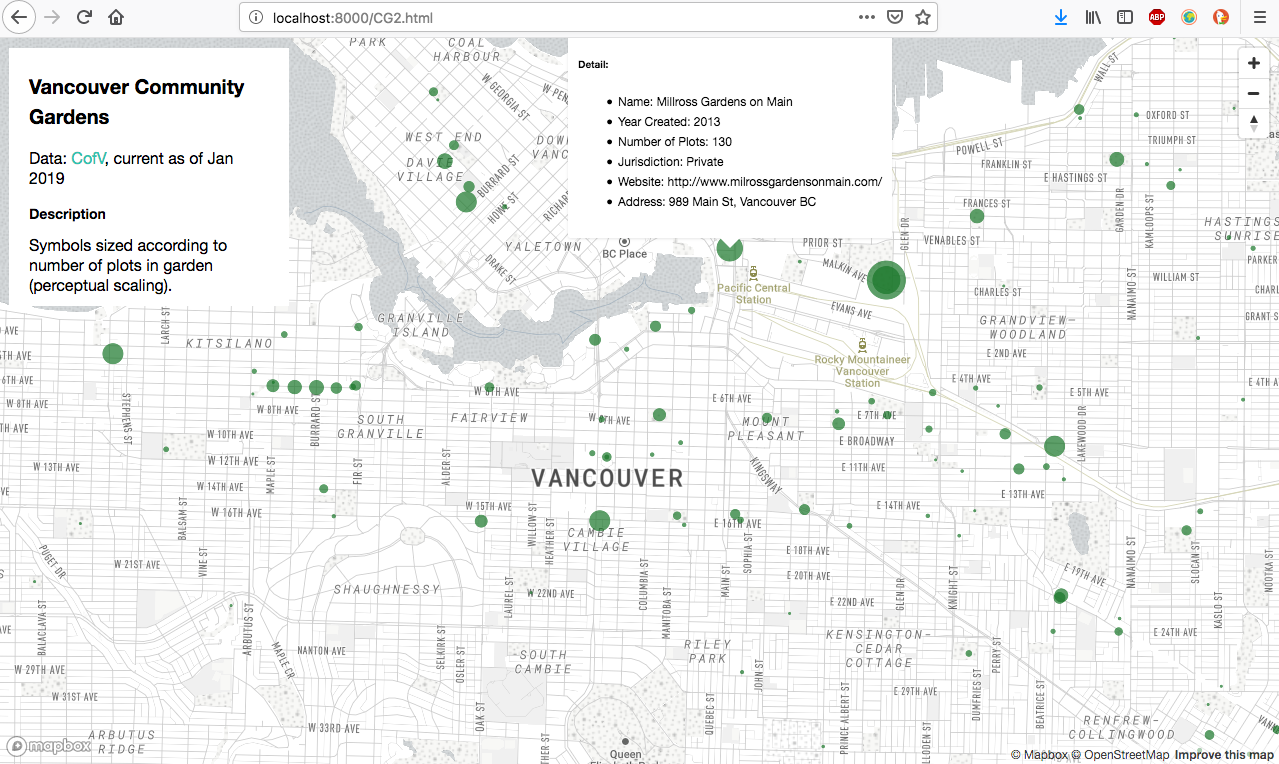 localhost:8000/CG2.html
ABP
Vancouver Community
Gardens
Data: CofV, current as of Jan
2019
Description
Symbols sized according to
number of plots in garden
(perceptual scaling).
Detail:
Name: Millross Gardens on Main
Year Created: 2013
Number of Plots: 130
Jurisdiction: Private
Website: http://www.milrossgardensonmain.com/
Address: 989 Main St, Vancouver BC
PARK
COAL
HARBOUR
W GEORGIA ST
W PEN
WEST END
DOW
VANC
DAVIE
VILLAGE
BURRARD ST
HOWE ST
RICHAR
YALETOWN
DRAKE ST
BC Place
WALL ST
OXFORD ST
TRIUMPH ST
POWELL ST
FRANKLIN ST
E HASTINGS ST
GARDEN DR
KAMLOOPS ST
FRANCES ST
HASTINGS
SUNRISE
GLEN DR
VENABLES ST
PRIOR ST
PARKER
MALKIN AVE
WILLIAM ST
NANAIMO ST
Pacific Central
Station
CHARLES ST
CHARL
EVANS AVE
GRANDVIEW-
WOODLAND
GRANT S
GRANVILLE
ISLAND
LARCH ST
KITSILANO
5TH AVE
Rocky Mountaineer
Vancouver
Station
E 2ND AVE
6TH AVE
E 4TH AVE
E 4TH A
W 8TH AVE
STEPHENS ST
W 8TH AVE
BURRARD ST
W 6TH AVE
E 6TH AVE
E 5TH AVE
SOUTH
GRANVILLE
FAIRVIEW
E 7TH AVE
LAKEWOOD DR
MOUNT
PLEASANT
W 10TH AVE
E BROADWAY
W 12TH AVE
W 13TH AVE
MAPLE ST
FIR ST
ALDER ST
VANCOUVER
KINGSWAY
E 11TH AVE
W 14TH AVE
E 13TH AVE
BALSAM ST
W 16TH AVE
W 15TH AVE
WILLOW ST
HEATHER ST
E 14TH AVE
E 16TH AVE
CAMBIE
VILLAGE
SOPHIA ST
PUGET DR
VINE ST
W 21ST AVE
E 18TH AVE
NANAIMO ST
SLOCAN ST
NOOTKA ST
COLUMBIA ST
MAIN ST
E 20TH AVE
E 19TH AVE
SHAUGHNESSY
LAUREL ST
W 22ND AVE
GLEN DR
KNIGHT ST
KASLO ST
BALACLAVA ST
ARBUTUS ST
MANITOBA ST
E 22ND AVE
E 24TH AVE
NANTON AVE
SELKIRK ST
OSLER ST
SOUTH
CAMBIE
RILEY
PARK
KENSINGTON-
CEDAR
COTTAGE
PERRY ST
W 29TH AVE
MAPLE CR
JOHN ST
DUMFRIES ST
W 31ST AVE
E 29TH AVE
PRINCE ALBERT ST
BEATRICE ST
W 33RD AVE
OAK ST
QUEBEC ST
RENFREW-
COLLINGWOOD
VANN
ARBUTUS
RIDGE
mapbox
Queen
© Mapbox © OpenStreetMap Improve this map